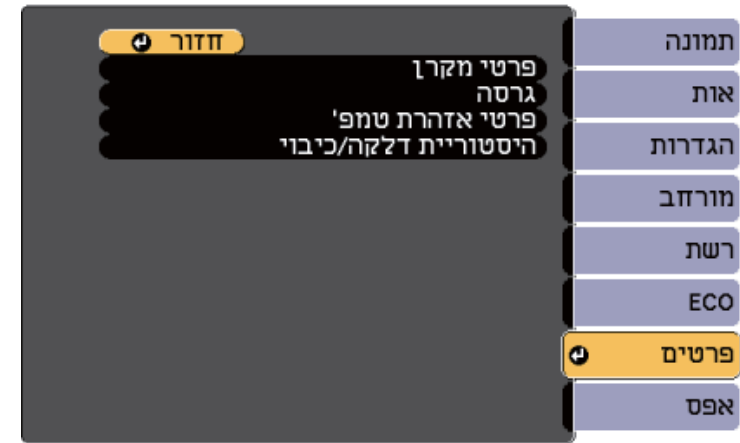 תמונה
אות
הגדרות
מורחב
רשת
ECO
פרטים
אפס
חזור
פרטי מקרן
גרסה
פרטי אזהרת טמפ'
היסטוריית דלקה/כיבוי